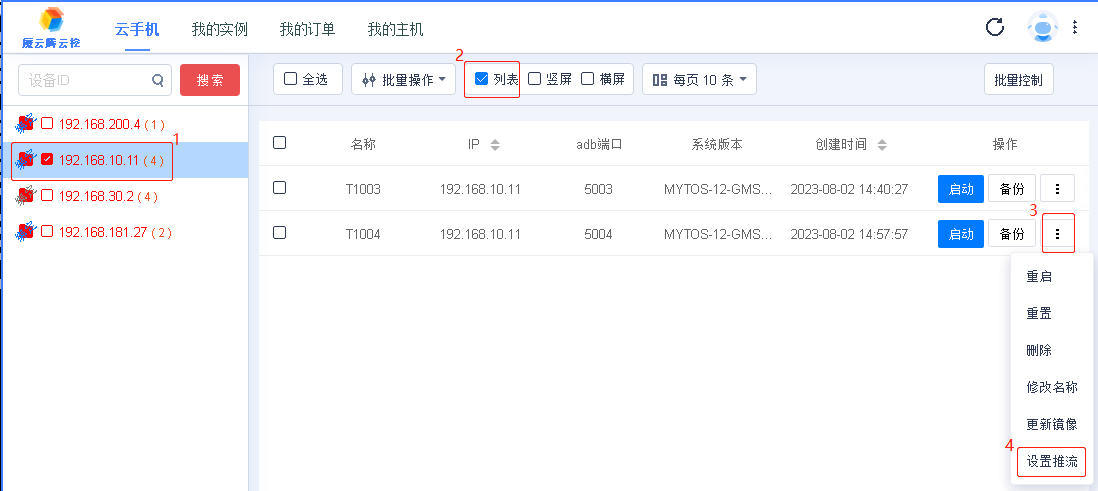 厦云腾云控
云手机 我的实例 我的订单 我的主机
2
设备ID 搜索 全选 批量操作 列表 竖屏 横屏 每页 10 条 批量控制
192.168.200.4 (1)
1
192.168.10.11 (4)
192.168.30.2 (4)
192.168.181.27 (2)
名称 IP adb端口 系统版本 创建时间 操作
T1003 192.168.10.11 5003 MYTOS-12-GMS... 2023-08-02 14:40:27 启动 备份
3
T1004 192.168.10.11 5004 MYTOS-12-GMS... 2023-08-02 14:57:57 启动 备份
重启
重置
删除
修改名称
更新镜像
4
设置推流